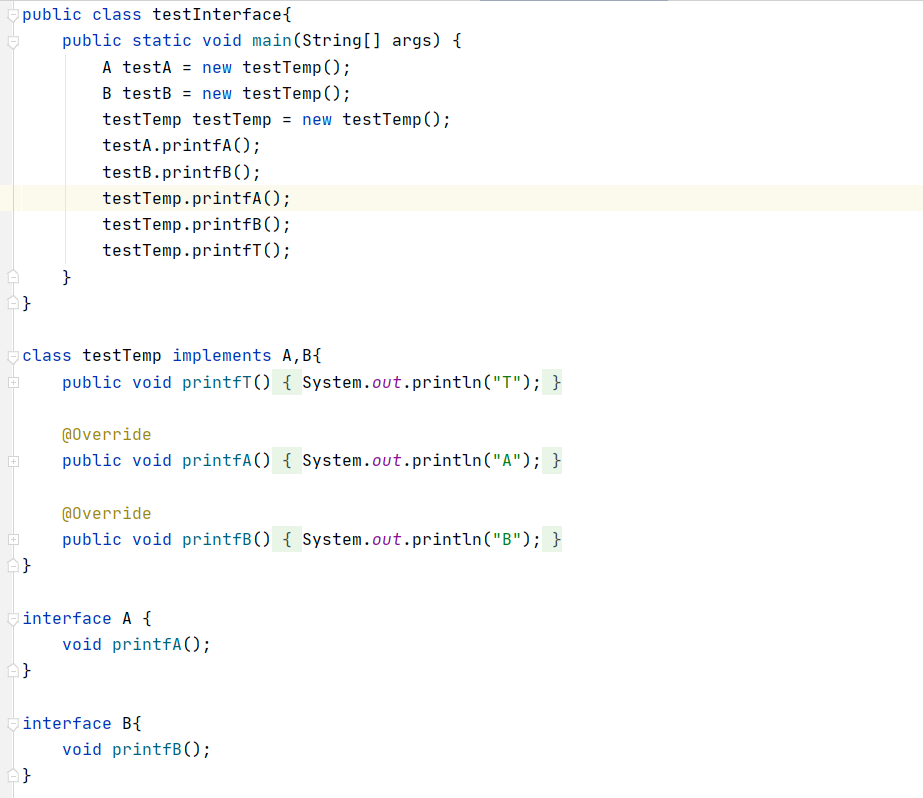 public class testInterface{
    public static void main(String[] args) {
        A testA = new testTemp();
        B testB = new testTemp();
        testTemp testTemp = new testTemp();
        testA.printfA();
        testB.printfB();
        testTemp.printfA();
        testTemp.printfB();
        testTemp.printfT();
    }
}
class testTemp implements A,B{
    public void printfT() { System.out.println("T"); }
    @Override
    public void printfA() { System.out.println("A"); }
    @Override
    public void printfB() { System.out.println("B"); }
}
interface A {
    void printfA();
}
interface B{
    void printfB();
}